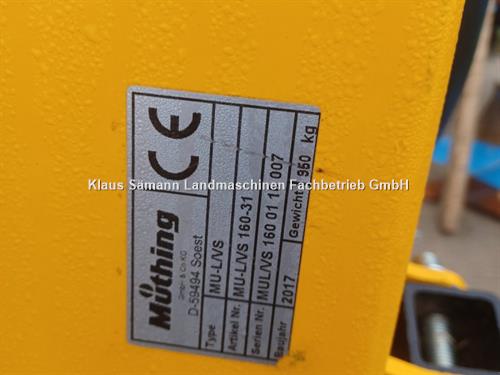 Müthing
GmbH & Co.KG
D-59494 Soest
CE
Type MU-L/VS
Artikel Nr. MU-L/VS 160-31
Serien Nr. MUL/VS 160 01 007
Baujahr 2017 Gewicht 950 kg
Klaus Sämann Landmaschinen Fachbetrieb GmbH